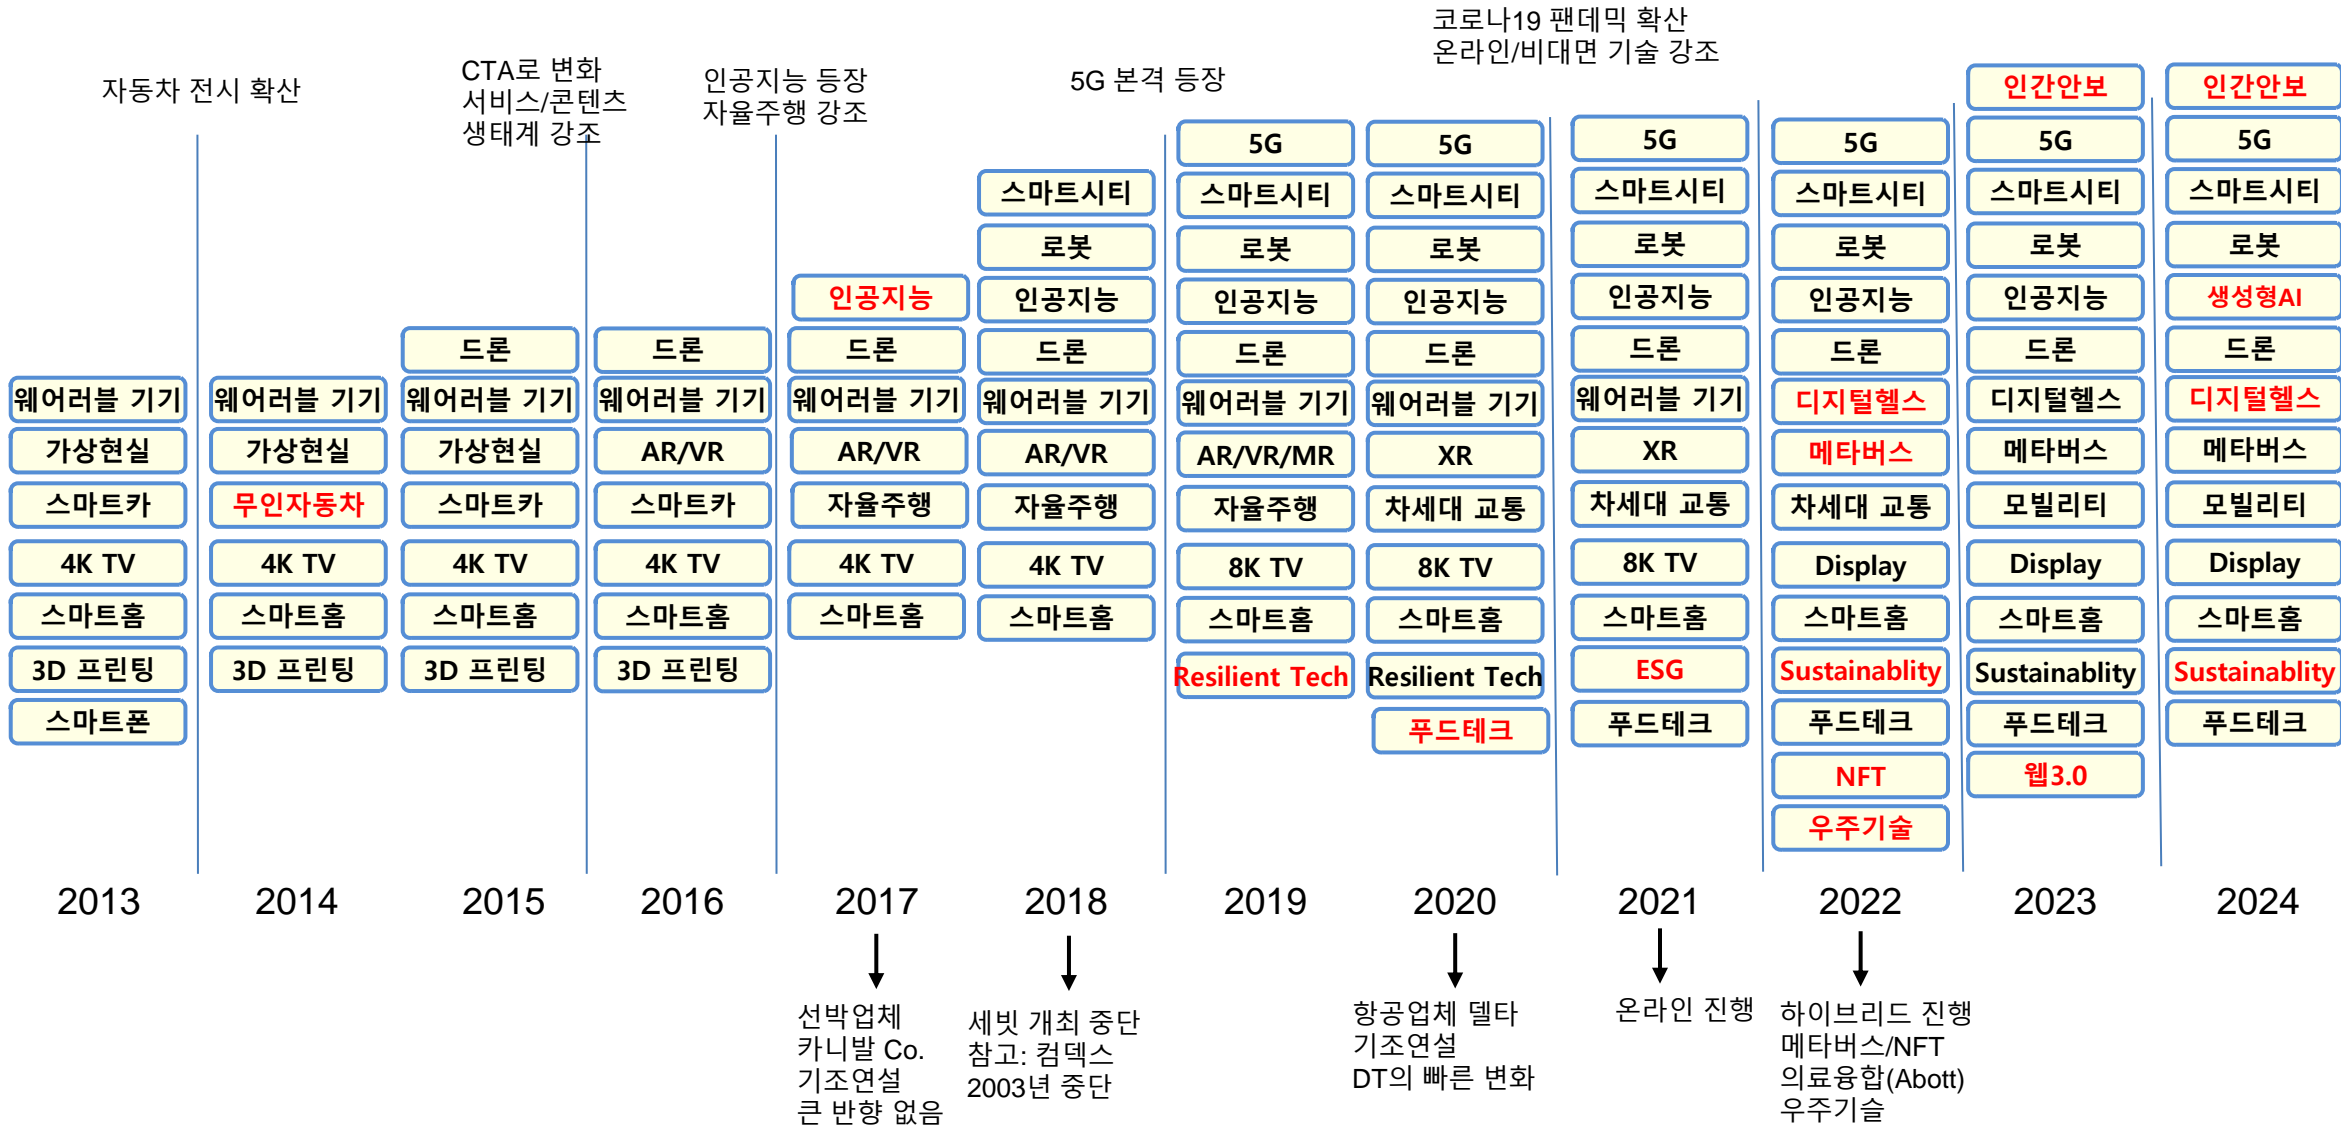 코로나19 팬데믹 확산
온라인/비대면 기술 강조
자동차 전시 확산
CTA로 변화
서비스/콘텐츠
생태계 강조
인공지능 등장
자율주행 강조
5G 본격 등장
웨어러블 기기
가상현실
스마트카
4K TV
스마트홈
3D 프린팅
스마트폰
2013
웨어러블 기기
가상현실
무인자동차
4K TV
스마트홈
3D 프린팅
2014
드론
웨어러블 기기
가상현실
스마트카
4K TV
스마트홈
3D 프린팅
2015
드론
웨어러블 기기
AR/VR
스마트카
4K TV
스마트홈
3D 프린팅
2016
인공지능
드론
웨어러블 기기
AR/VR
자율주행
4K TV
스마트홈
2017
선박업체
카니발 Co.
기조연설
큰 반향 없음
스마트시티
로봇
인공지능
드론
웨어러블 기기
AR/VR
자율주행
4K TV
스마트홈
2018
세빗 개최 중단
참고: 컴덱스
2003년 중단
5G
스마트시티
로봇
인공지능
드론
웨어러블 기기
AR/VR/MR
자율주행
8K TV
스마트홈
Resilient Tech
2019
5G
스마트시티
로봇
인공지능
드론
웨어러블 기기
XR
차세대 교통
8K TV
스마트홈
Resilient Tech
푸드테크
2020
항공업체 델타
기조연설
DT의 빠른 변화
5G
스마트시티
로봇
인공지능
드론
웨어러블 기기
XR
차세대 교통
8K TV
스마트홈
ESG
푸드테크
2021
온라인 진행
5G
스마트시티
로봇
인공지능
드론
디지털헬스
메타버스
차세대 교통
Display
스마트홈
Sustainablity
푸드테크
NFT
우주기술
2022
하이브리드 진행
메타버스/NFT
의료융합(Abott)
우주기슬
인간안보
5G
스마트시티
로봇
인공지능
드론
디지털헬스
메타버스
모빌리티
Display
스마트홈
Sustainablity
푸드테크
웹3.0
2023
인간안보
5G
스마트시티
로봇
생성형AI
드론
디지털헬스
메타버스
모빌리티
Display
스마트홈
Sustainablity
푸드테크
2024